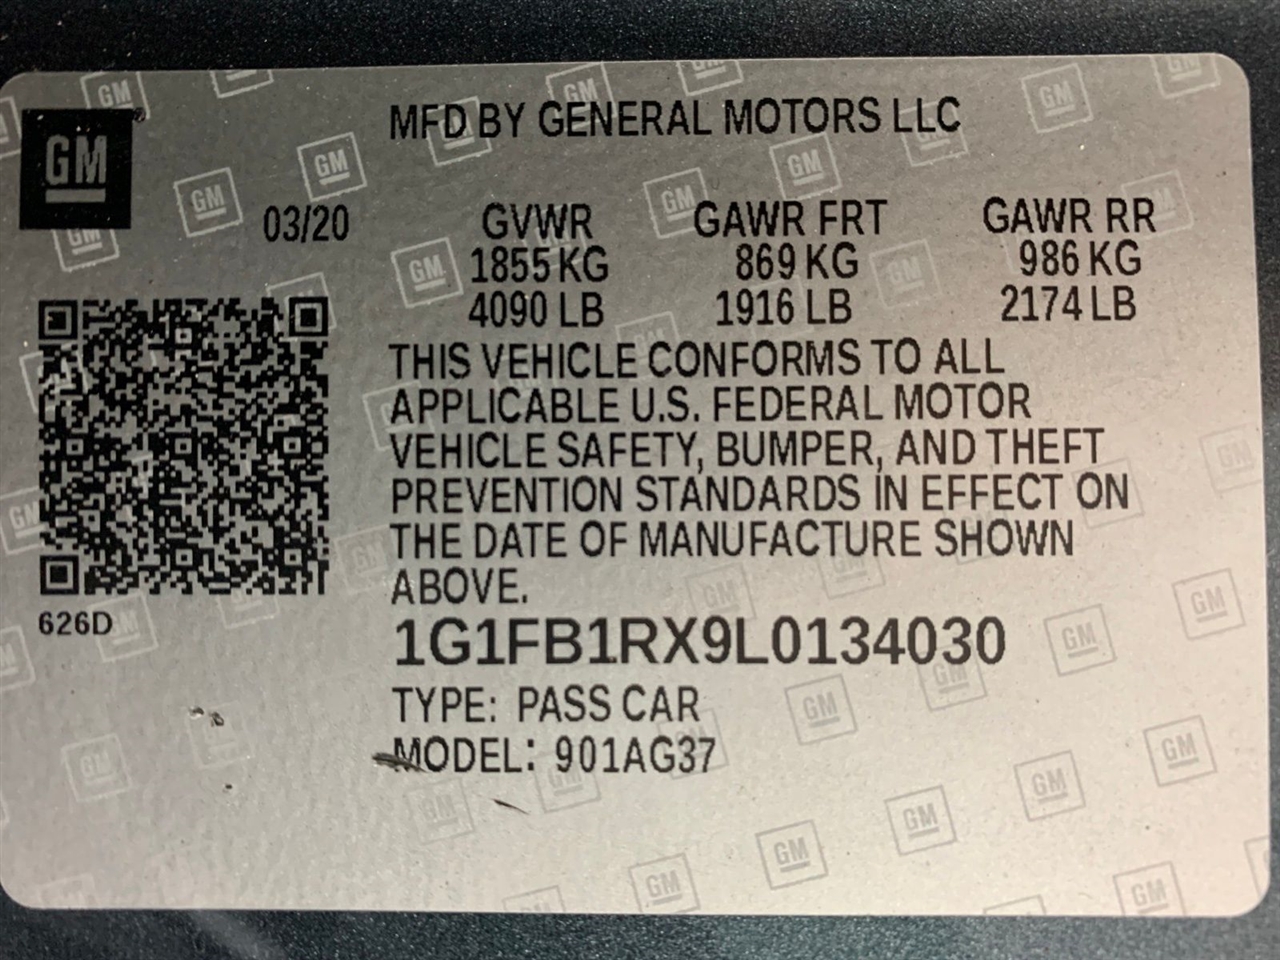 GM
MFD BY GENERAL MOTORS LLC
03/20
GVWR GAWR FRT GAWR RR
1855 KG 869 KG 986 KG
4090 LB 1916 LB 2174 LB
THIS VEHICLE CONFORMS TO ALL
APPLICABLE U.S. FEDERAL MOTOR
VEHICLE SAFETY, BUMPER, AND THEFT
PREVENTION STANDARDS IN EFFECT ON
THE DATE OF MANUFACTURE SHOWN
ABOVE.
626D
1G1FB1RX9L0134030
TYPE: PASS CAR
MODEL: 901AG37